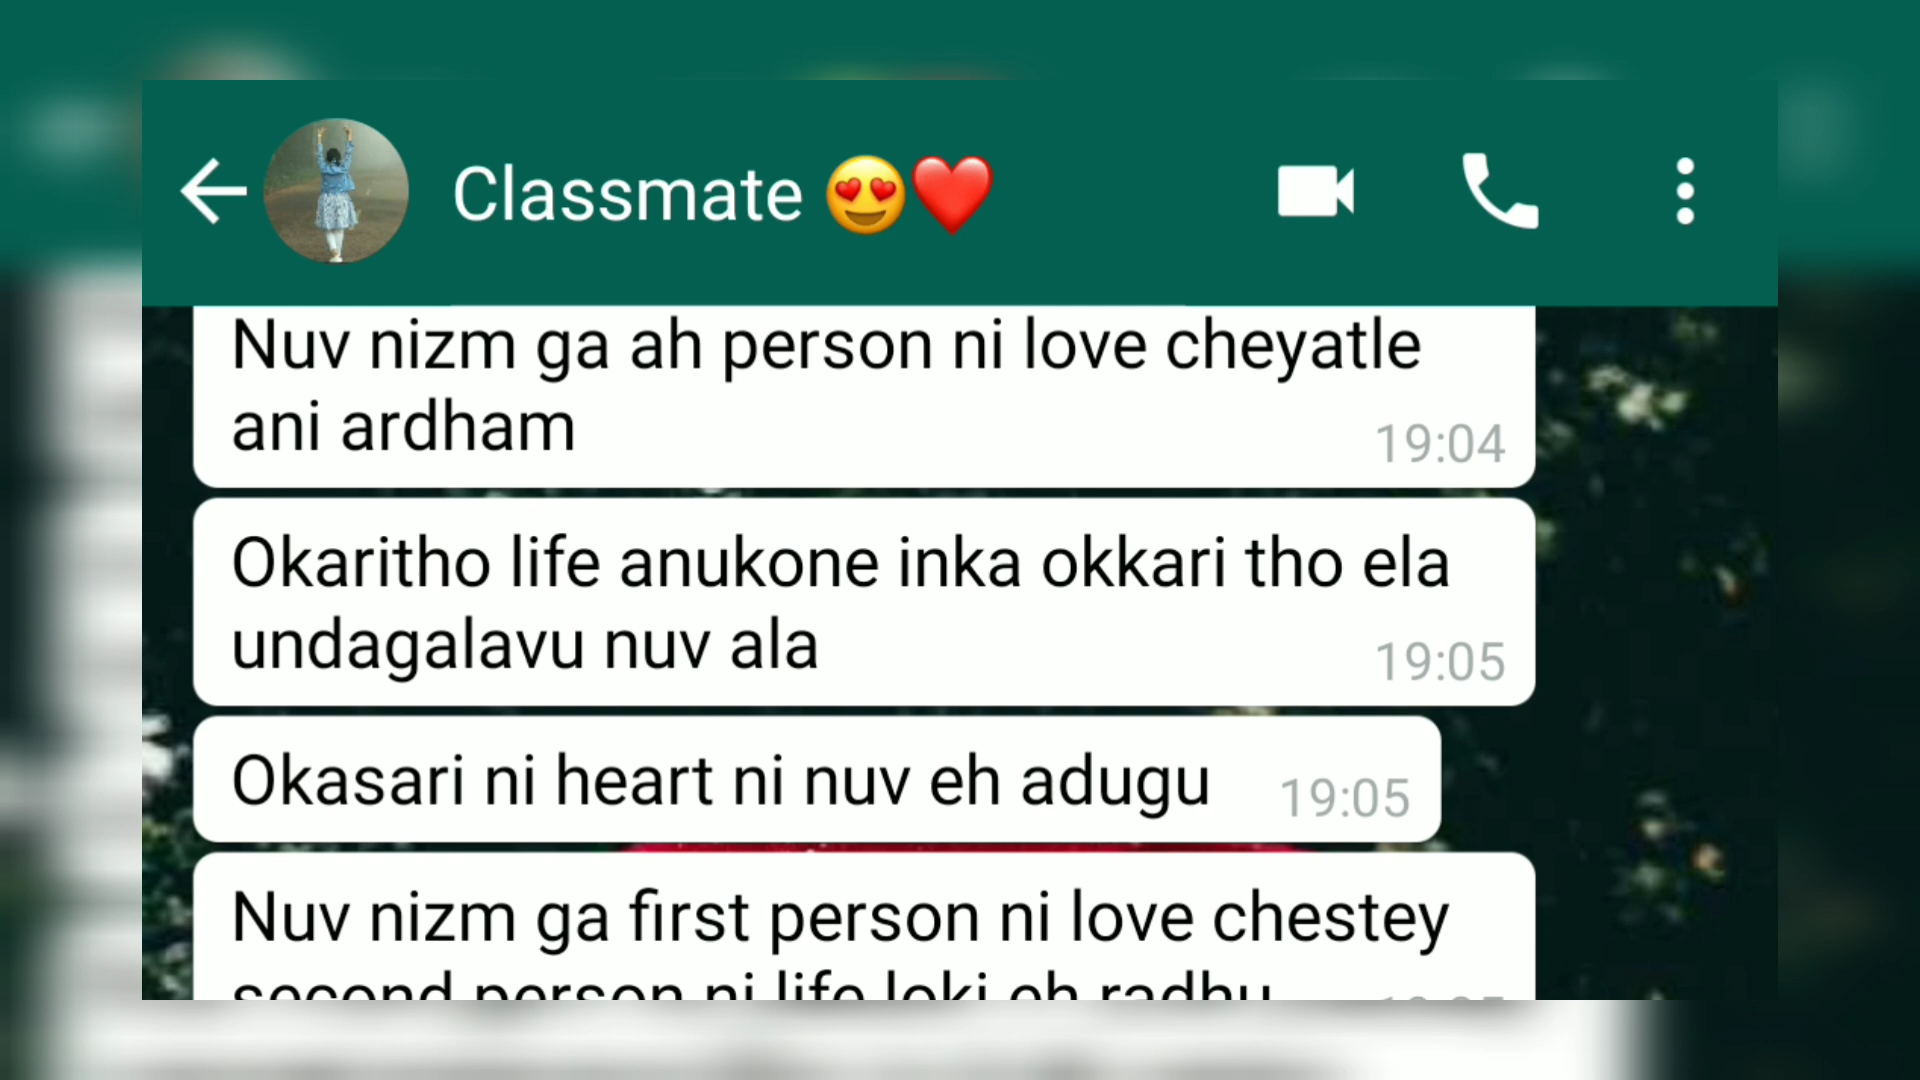 Classmate 😍❤️
Nuv nizm ga ah person ni love cheyatle
ani ardham
19:04
Okaritho life anukone inka okkari tho ela
undagalavu nuv ala
19:05
Okasari ni heart ni nuv eh adugu
19:05
Nuv nizm ga first person ni love chestey
second person ni life loki eh radhu